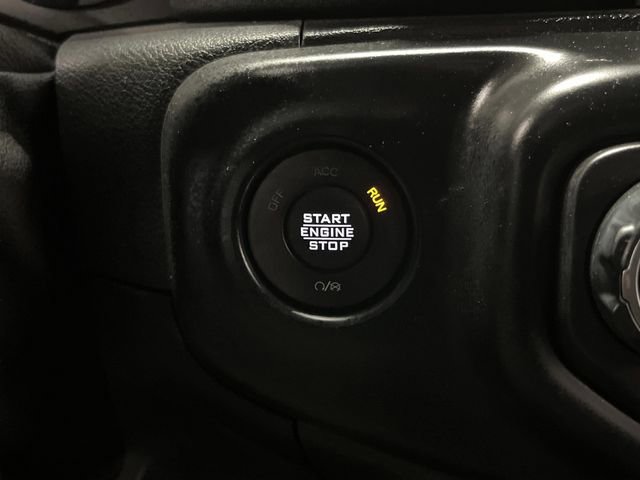 ACC
OFF
RUN
START
ENGINE
STOP